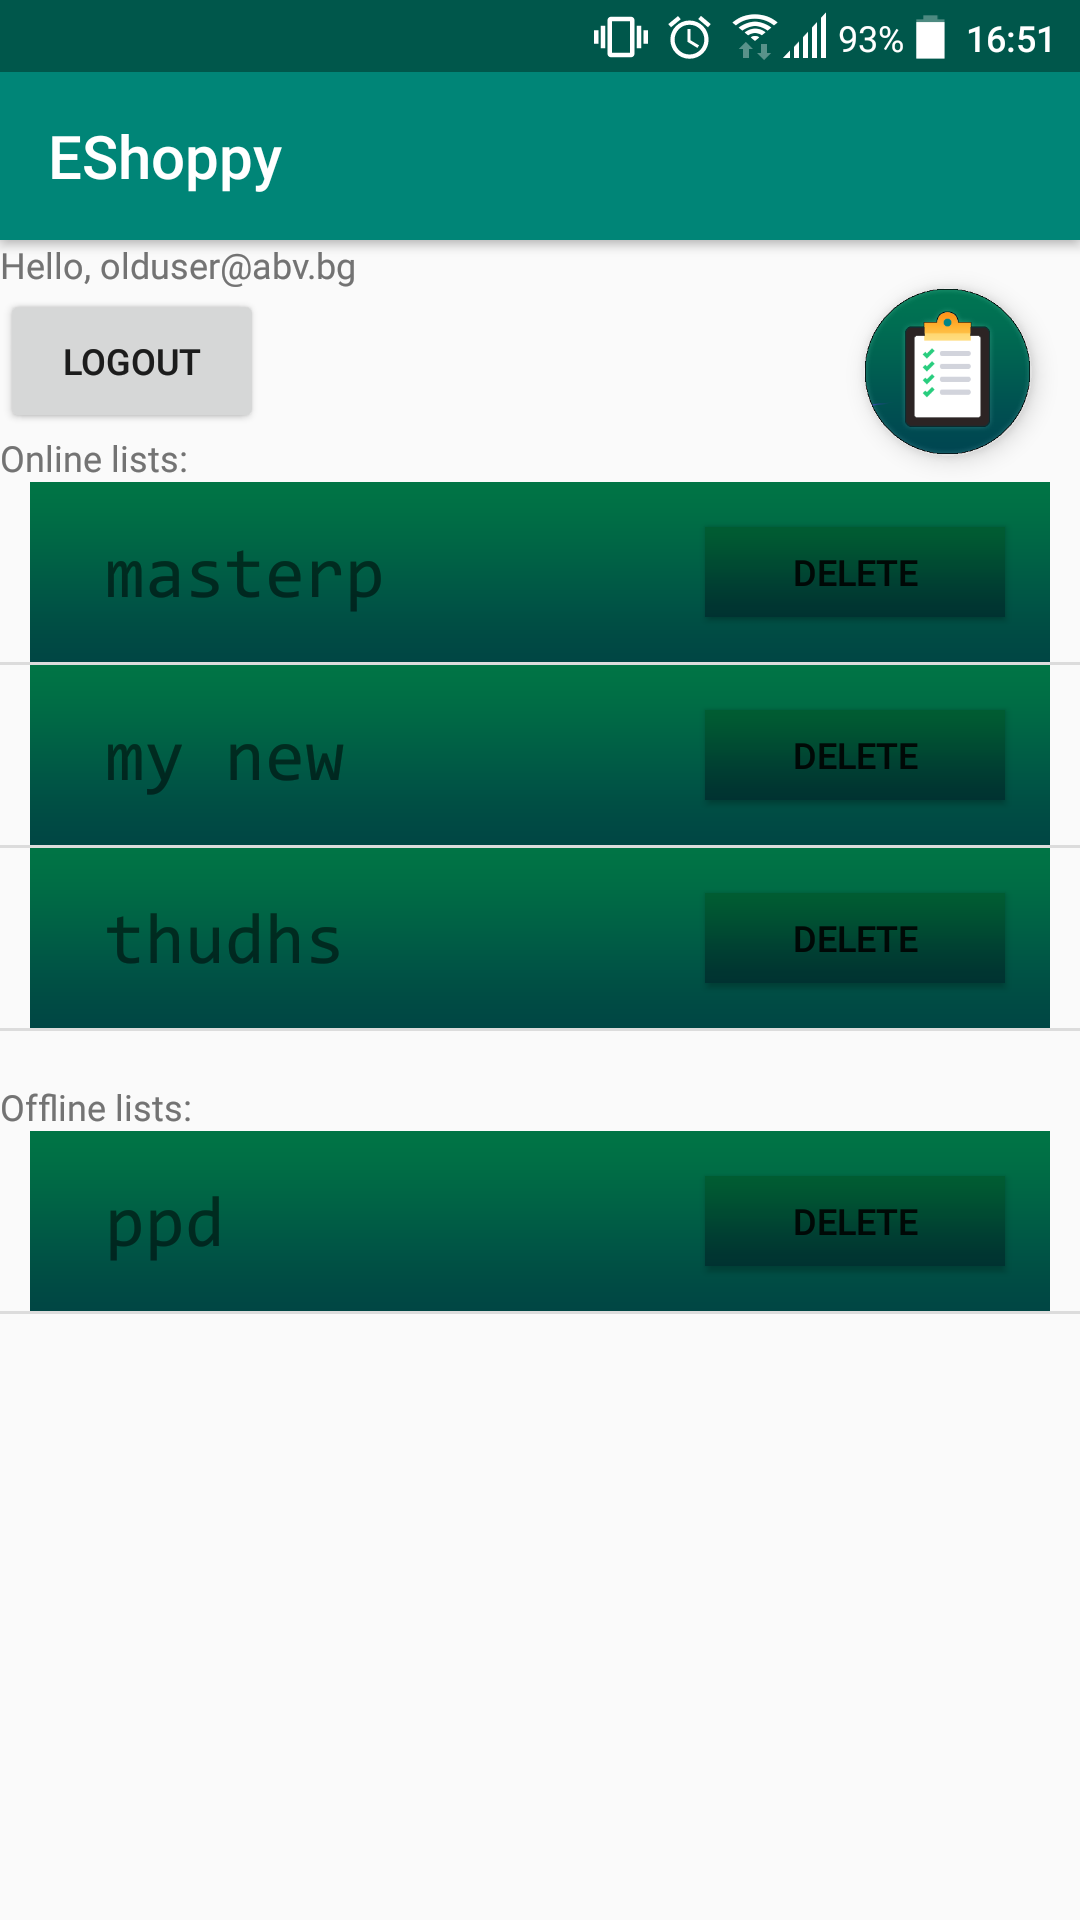 93% 16:51
EShoppy
Hello, olduser@abv.bg
LOGOUT
Online lists:
masterp DELETE
my new DELETE
thudhs DELETE
Offline lists:
ppd DELETE